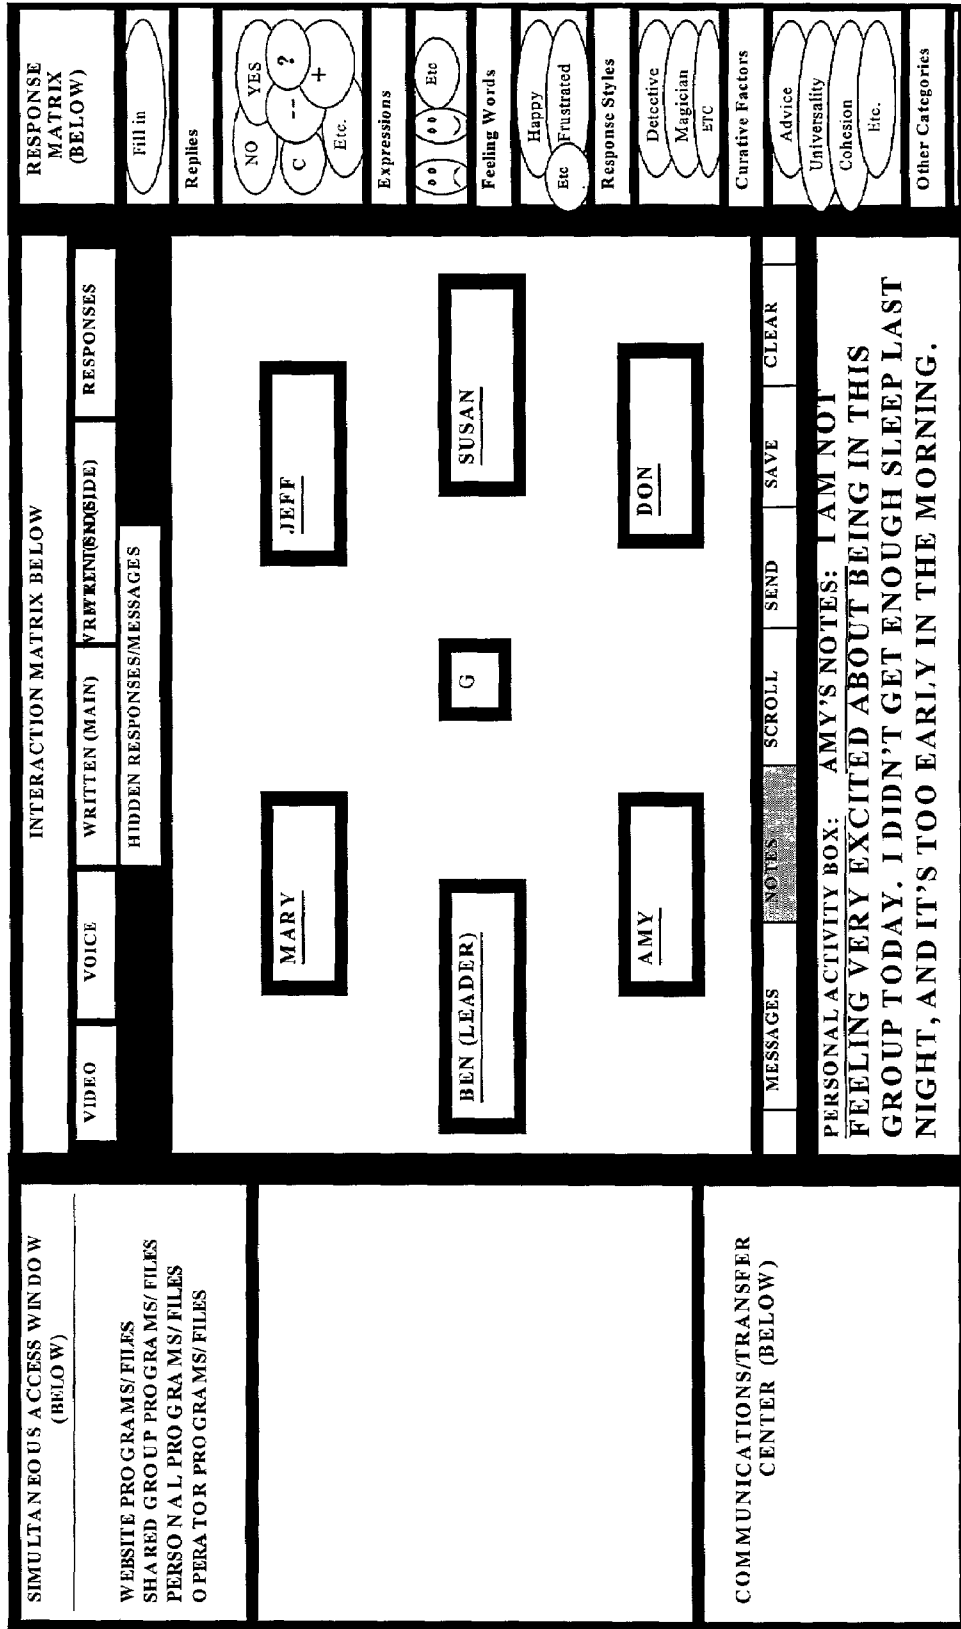 SIMULTANEOUS ACCESS WINDOW
(BELOW)
WEBSITE PROGRAMS/FILES
SHARED GROUP PROGRAMS/FILES
PERSONAL PROGRAMS/FILES
OPERATOR PROGRAMS/FILES
COMMUNICATIONS/TRANSFER
CENTER (BELOW)
INTERACTION MATRIX BELOW
VIDEO
VOICE
WRITTEN (MAIN)
RESPONSES
HIDDEN RESPONSES/MESSAGES
MARY
JEFF
BEN (LEADER)
G
SUSAN
AMY
DON
MESSAGES
NOTES
SCROLL
SEND
SAVE
CLEAR
PERSONAL ACTIVITY BOX: AMY'S NOTES: I AM NOT
FEELING VERY EXCITED ABOUT BEING IN THIS
GROUP TODAY. I DIDN'T GET ENOUGH SLEEP LAST
NIGHT, AND IT'S TOO EARLY IN THE MORNING.
RESPONSE
MATRIX
(BELOW)
Fill in
Replies
NO
YES
C
--
?
Etc.
+
Expressions
Etc
Feeling Words
Happy
Etc
Frustrated
Response Styles
Detective
Magician
ETC
Curative Factors
Advice
Universality
Cohesion
Etc.
Other Categories